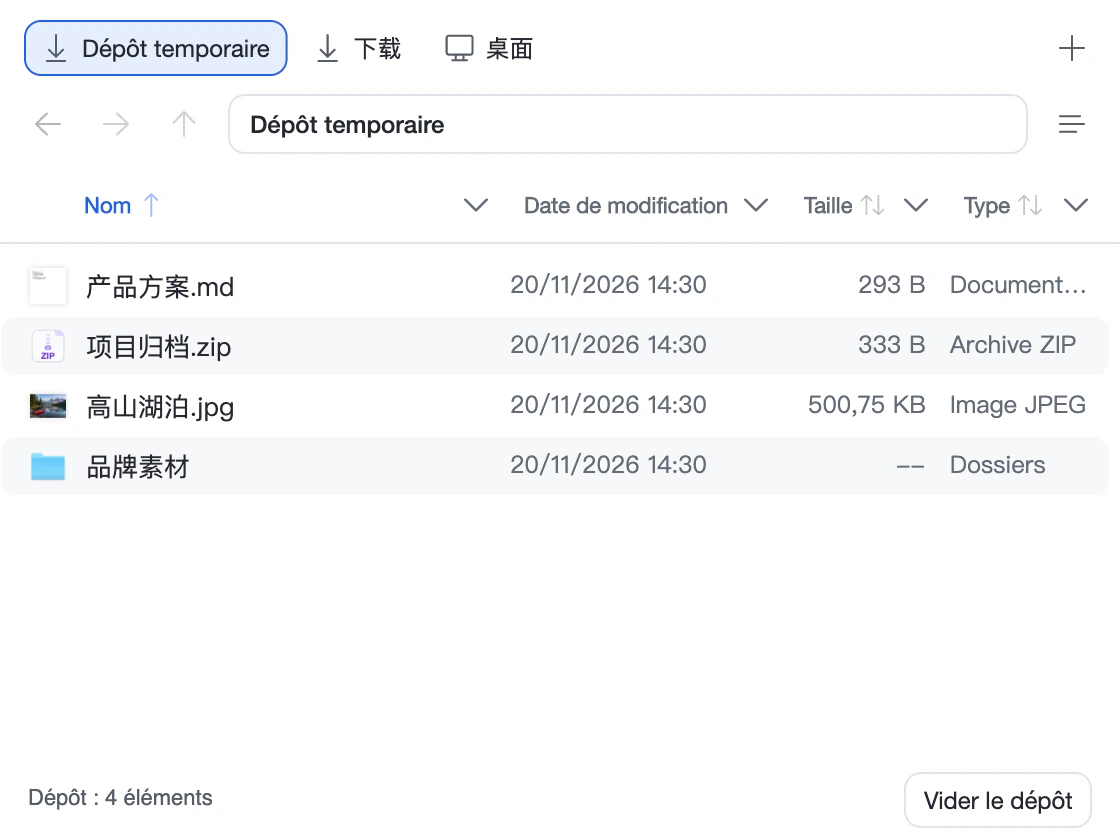 Dépôt temporaire 下载 桌面
Dépôt temporaire
Nom Date de modification Taille Type
产品方案.md 20/11/2026 14:30 293 B Document…
ZIP 项目归档.zip 20/11/2026 14:30 333 B Archive ZIP
高山湖泊.jpg 20/11/2026 14:30 500,75 KB Image JPEG
品牌素材 20/11/2026 14:30 -- Dossiers
Dépôt : 4 éléments Vider le dépôt